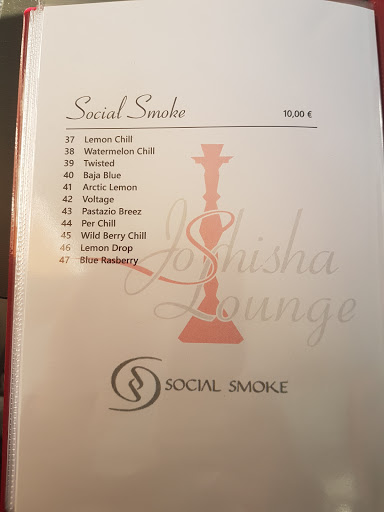 Social Smoke 10,00 €
37 Lemon Chill
38 Watermelon Chill
39 Twisted
40 Baja Blue
41 Arctic Lemon
42 Voltage
43 Pastazio Breez
44 Per Chill
45 Wild Berry Chill
46 Lemon Drop
47 Blue Rasberry
JoShisha
Lounge
SOCIAL SMOKE